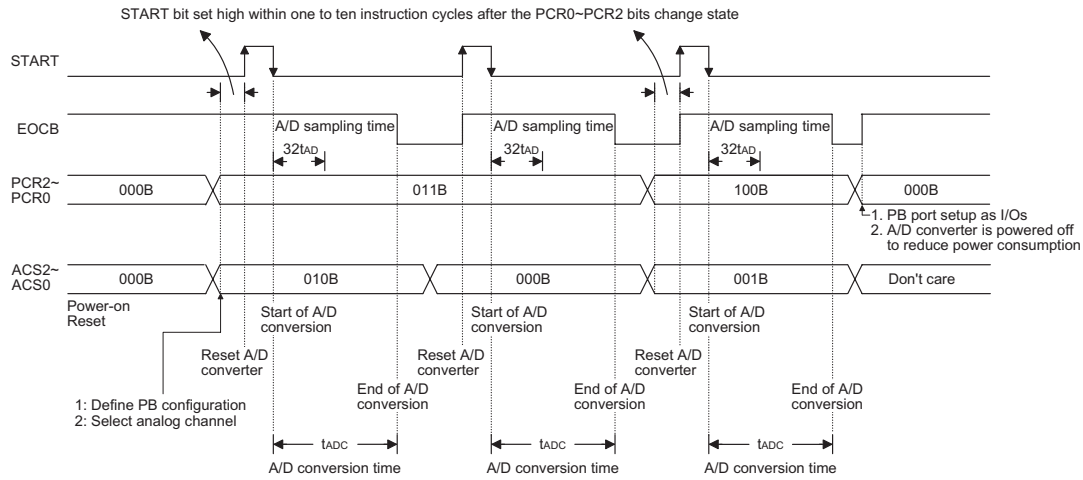 START bit set high within one to ten instruction cycles after the PCR0~PCR2 bits change state
START
EOCB
A/D sampling time
A/D sampling time
A/D sampling time
32tAD
32tAD
32tAD
PCR2~
PCR0
000B
011B
100B
000B
1. PB port setup as I/Os
2. A/D converter is powered off
to reduce power consumption
ACS2~
ACS0
000B
010B
000B
001B
Don't care
Power-on
Reset
Start of A/D
conversion
Start of A/D
conversion
Start of A/D
conversion
Reset A/D
converter
Reset A/D
converter
Reset A/D
converter
End of A/D
conversion
End of A/D
conversion
End of A/D
conversion
1: Define PB configuration
2: Select analog channel
tADC
tADC
tADC
A/D conversion time
A/D conversion time
A/D conversion time